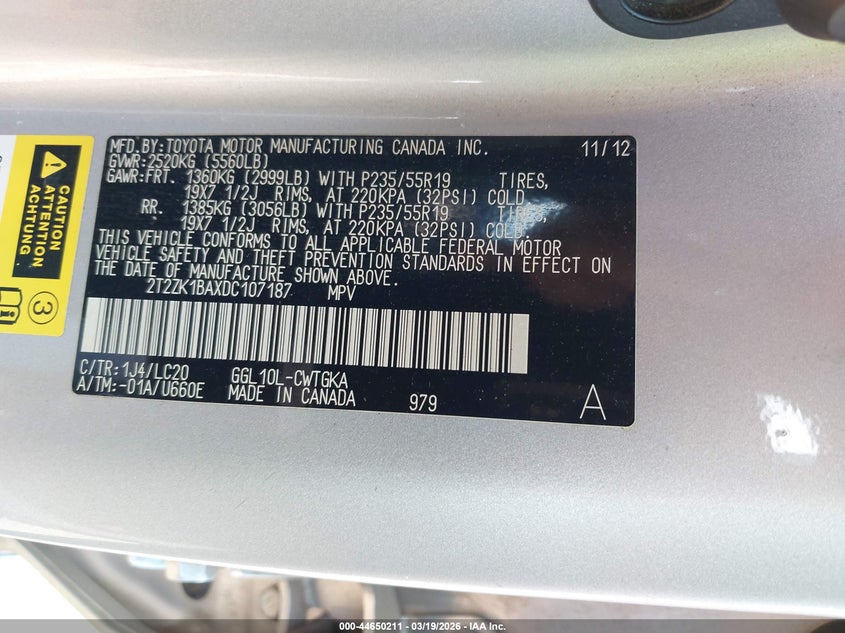 MFD.BY:TOYOTA MOTOR MANUFACTURING CANADA INC. 11/12
GVWR:2520KG (5560LB)
GAWR:FRT. 1360KG (2999LB) WITH P235/55R19 TIRES,
19X7 1/2J RIMS, AT 220KPA (32PSI) COLD.
RR. 1385KG (3056LB) WITH P235/55R19 TIRES,
19X7 1/2J RIMS, AT 220KPA (32PSI) COLD.
THIS VEHICLE CONFORMS TO ALL APPLICABLE FEDERAL MOTOR
VEHICLE SAFETY AND THEFT PREVENTION STANDARDS IN EFFECT ON
THE DATE OF MANUFACTURE SHOWN ABOVE.
2T2ZK1BAXDC107187 MPV
C/TR:1J4/LC20 GGL10L-CWTGKA
A/TM:-01A/U660E MADE IN CANADA 979 A
CAUTION
ATTENTION
ACHTUNG
3
000-44650211 - 03/19/2026 - IAA Inc.